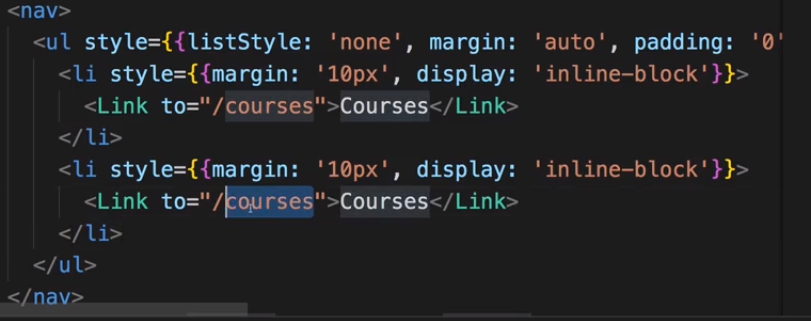 <nav>
<ul style={{listStyle: 'none', margin: 'auto', padding: '0'
<li style={{margin: '10px', display: 'inline-block'}}>
<Link to="/courses">Courses</Link>
</li>
<li style={{margin: '10px', display: 'inline-block'}}>
<Link to="/courses">Courses</Link>
</li>
</ul>
</nav>